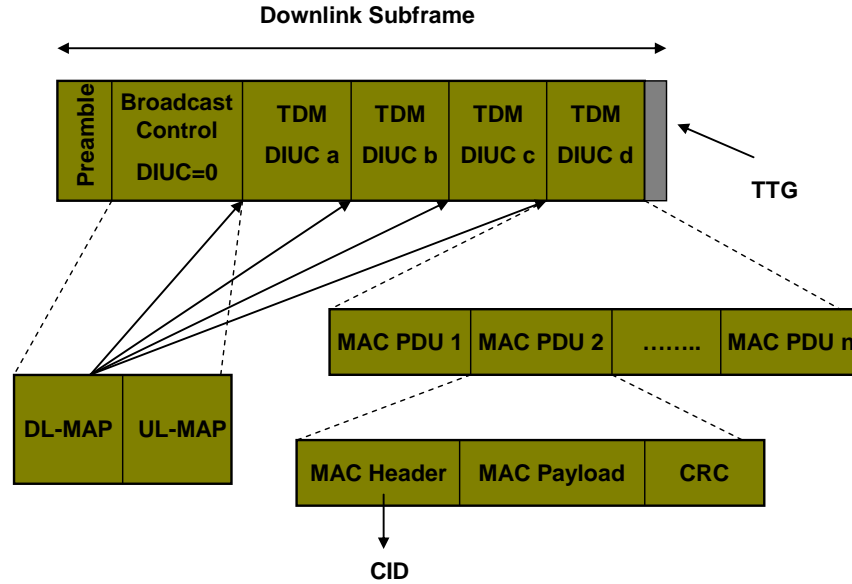 Downlink Subframe
Preamble
Broadcast
Control
DIUC=0
TDM
DIUC a
TDM
DIUC b
TDM
DIUC c
TDM
DIUC d
TTG
MAC PDU 1
MAC PDU 2
……..
MAC PDU n
DL-MAP
UL-MAP
MAC Header
MAC Payload
CRC
CID